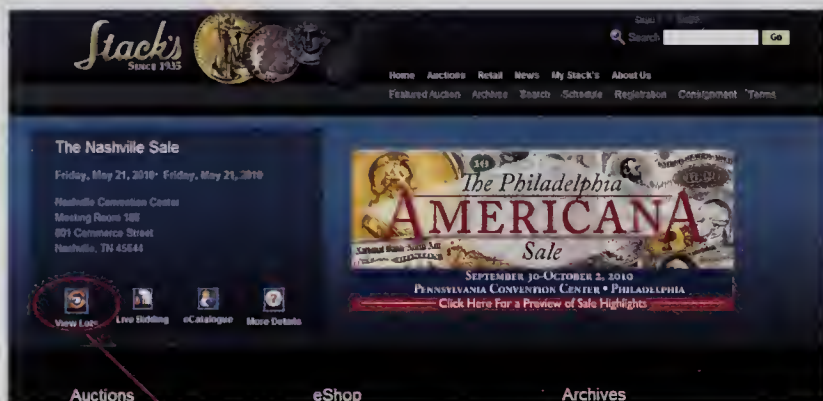 Stack's
SINCE 1935
Search
Go
Home Auctions Retail News My Stack's About Us
Featured Auction Archives Search Schedule Registration Consignment Terms
The Nashville Sale
Friday, May 21, 2010- Friday, May 21, 2010
Nashville Convention Center
Meeting Room
801 Commerce Street
Nashville, TN
The Philadelphia
AMERICANA
Sale
SEPTEMBER 30-OCTOBER 2, 2010
PENNSYLVANIA CONVENTION CENTER • PHILADELPHIA
Click Here For a Preview of Sale Highlights
View Lots Live Bidding eCatalogue More Details
Auctions eShop Archives